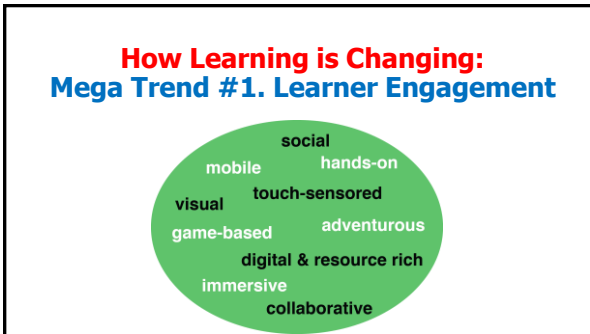 How Learning is Changing:
Mega Trend #1. Learner Engagement
social
mobile
hands-on
touch-sensored
visual
adventurous
game-based
digital & resource rich
immersive
collaborative